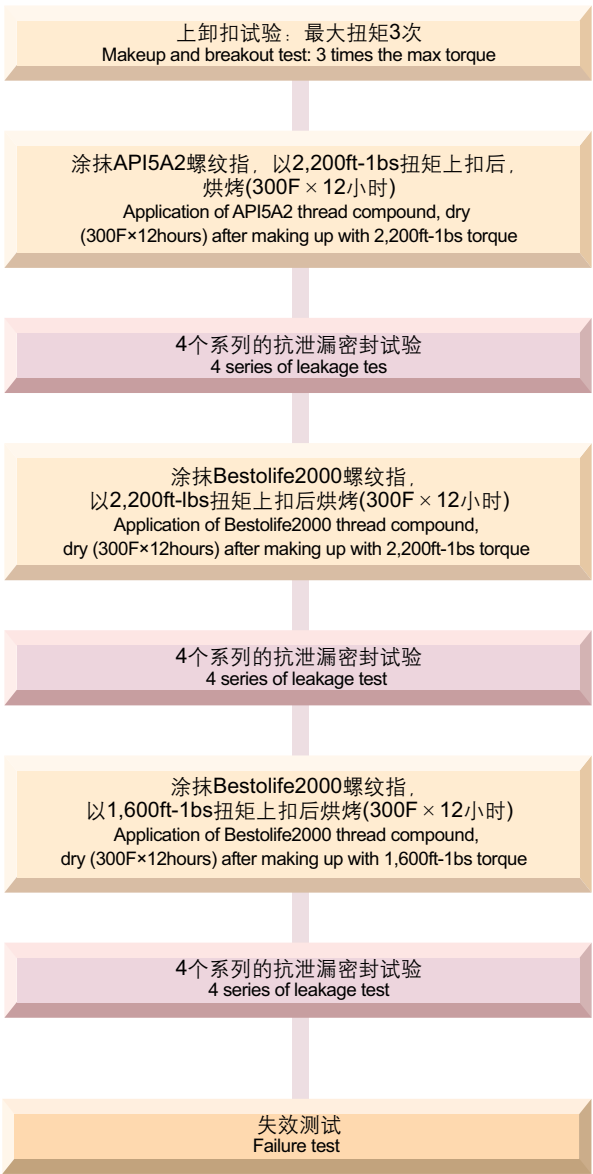 上卸扣试验：最大扭矩3次
Makeup and breakout test: 3 times the max torque
涂抹API5A2螺纹指，以2,200ft-1bs扭矩上扣后，
烘烤(300F × 12小时)
Application of API5A2 thread compound, dry
(300F×12hours) after making up with 2,200ft-1bs torque
4个系列的抗泄漏密封试验
4 series of leakage tes
涂抹Bestolife2000螺纹指，
以2,200ft-Ibs扭矩上扣后烘烤(300F × 12小时)
Application of Bestolife2000 thread compound,
dry (300F×12hours) after making up with 2,200ft-1bs torque
4个系列的抗泄漏密封试验
4 series of leakage test
涂抹Bestolife2000螺纹指，
以1,600ft-1bs扭矩上扣后烘烤(300F × 12小时)
Application of Bestolife2000 thread compound,
dry (300F×12hours) after making up with 1,600ft-1bs torque
4个系列的抗泄漏密封试验
4 series of leakage test
失效测试
Failure test